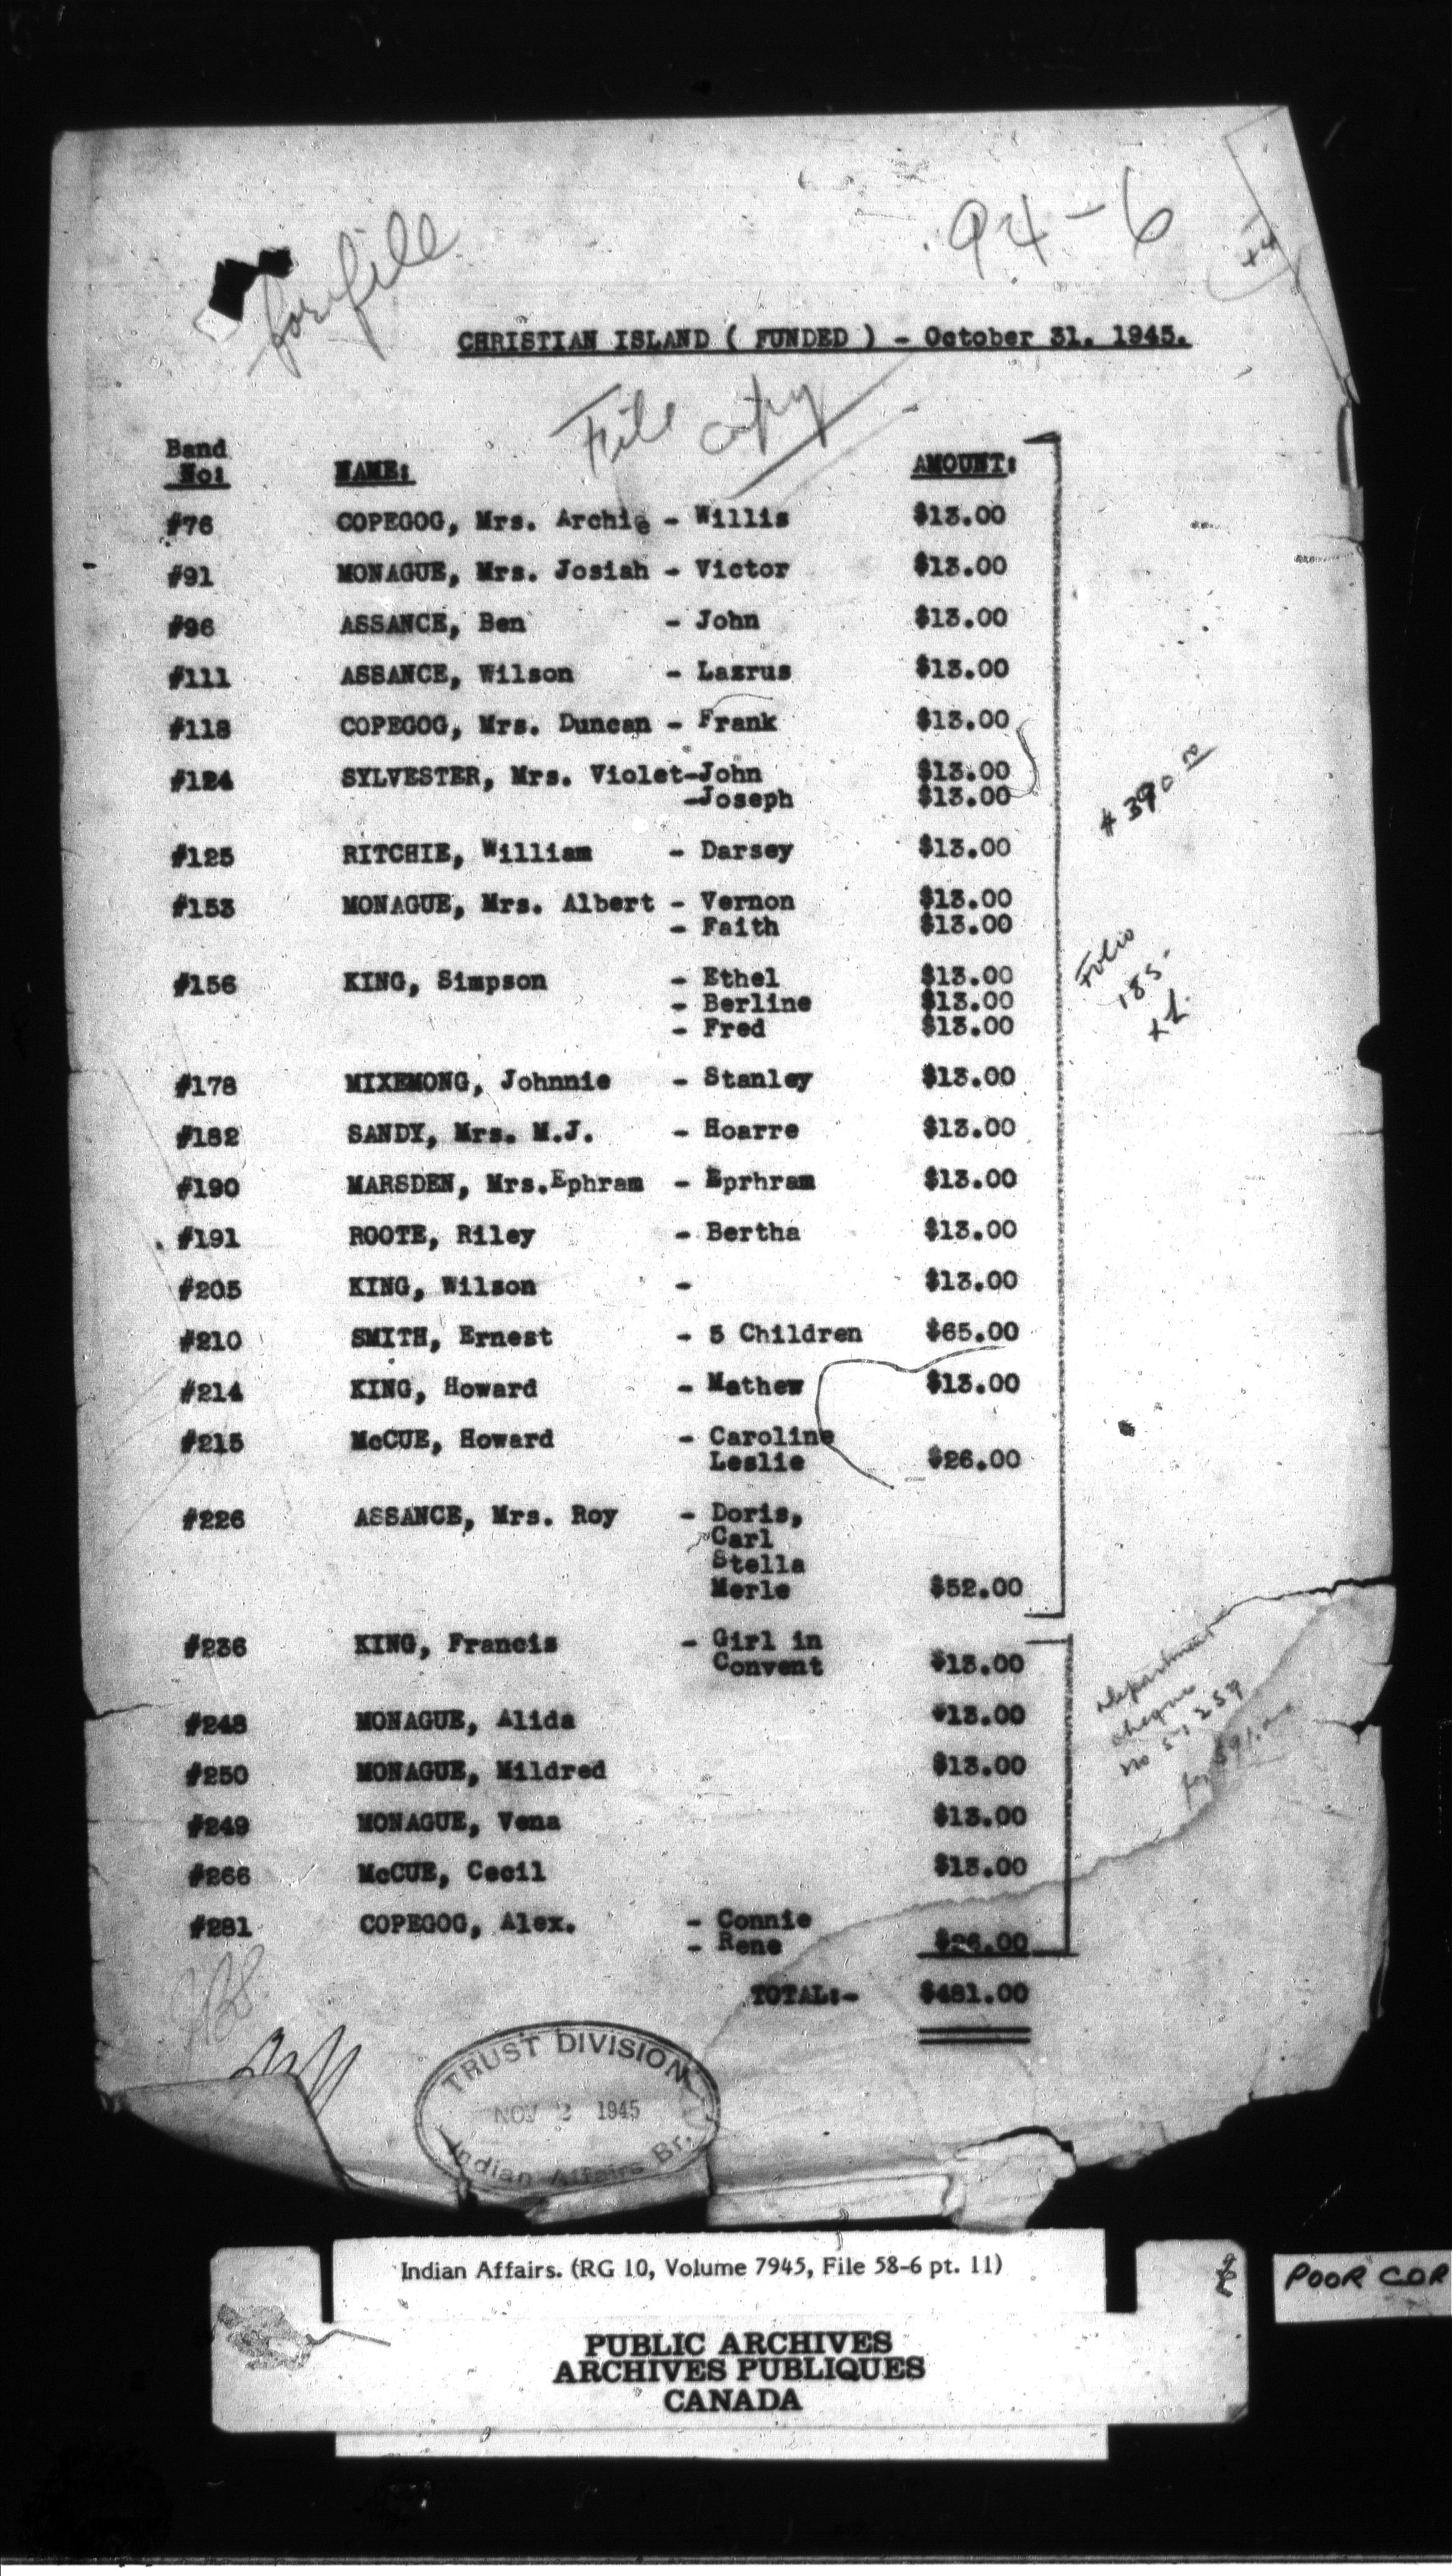 94-6
for file
CHRISTIAN ISLAND ( FUNDED ) - October 31, 1945.
File copy
Band
No: NAME: AMOUNT:
#76 COPEGOG, Mrs. Archie - Willis $13.00
#91 MONAGUE, Mrs. Josiah - Victor $13.00
#96 ASSANCE, Ben - John $13.00
#111 ASSANCE, Wilson - Lazrus $13.00
#118 COPEGOG, Mrs. Duncan - Frank $13.00
#124 SYLVESTER, Mrs. Violet-John $13.00
-Joseph $13.00
$390.00
#125 RITCHIE, William - Darsey $13.00
#153 MONAGUE, Mrs. Albert - Vernon $13.00
- Faith $13.00
Folio
185.
#156 KING, Simpson - Ethel $13.00
- Berline $13.00
- Fred $13.00
#178 MIXEMONG, Johnnie - Stanley $13.00
#182 SANDY, Mrs. M.J. - Hoarre $13.00
#190 MARSDEN, Mrs.Ephram - Eprhram $13.00
#191 ROOTE, Riley - Bertha $13.00
#205 KING, Wilson - $13.00
#210 SMITH, Ernest - 5 Children $65.00
#214 KING, Howard - Mathew $13.00
#215 McCUE, Howard - Caroline
Leslie $26.00
#226 ASSANCE, Mrs. Roy - Doris,
Carl
Stella
Merle $52.00
#236 KING, Francis - Girl in
Convent $13.00
Department
cheque
no
for $91.00
#248 MONAGUE, Alida $13.00
#250 MONAGUE, Mildred $13.00
#249 MONAGUE, Vena $13.00
#266 McCUE, Cecil $13.00
#281 COPEGOG, Alex. - Connie
- Rene $26.00
TOTAL:- $481.00
TRUST DIVISION
NOV 2 1945
Indian Affairs Br.
Indian Affairs. (RG 10, Volume 7945, File 58-6 pt. 11)
POOR COP
PUBLIC ARCHIVES
ARCHIVES PUBLIQUES
CANADA